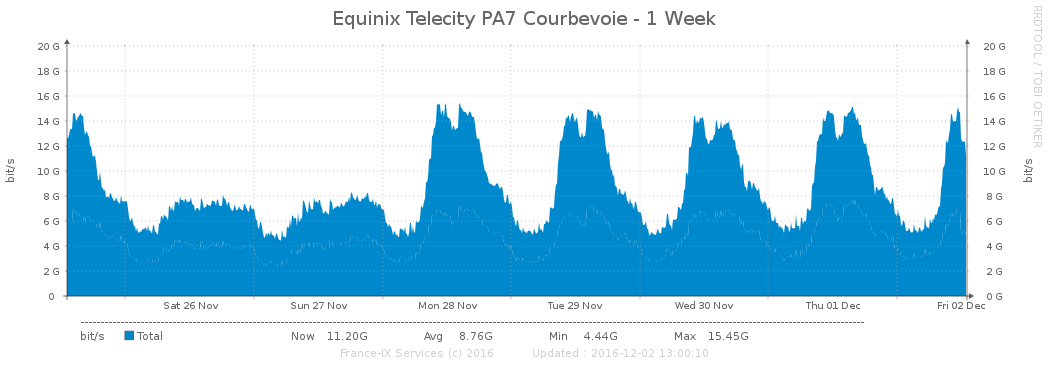 Equinix Telecity PA7 Courbevoie - 1 Week
RRDTOOL / TOBI OETIKER
bit/s
20 G 20 G
18 G 18 G
16 G 16 G
14 G 14 G
12 G 12 G
10 G 10 G
8 G 8 G
6 G 6 G
4 G 4 G
2 G 2 G
0 0 G
bit/s
Sat 26 Nov Sun 27 Nov Mon 28 Nov Tue 29 Nov Wed 30 Nov Thu 01 Dec Fri 02 Dec
bit/s Total Now 11.20G Avg 8.76G Min 4.44G Max 15.45G
France-IX Services (c) 2016 Updated : 2016-12-02 13:00:10